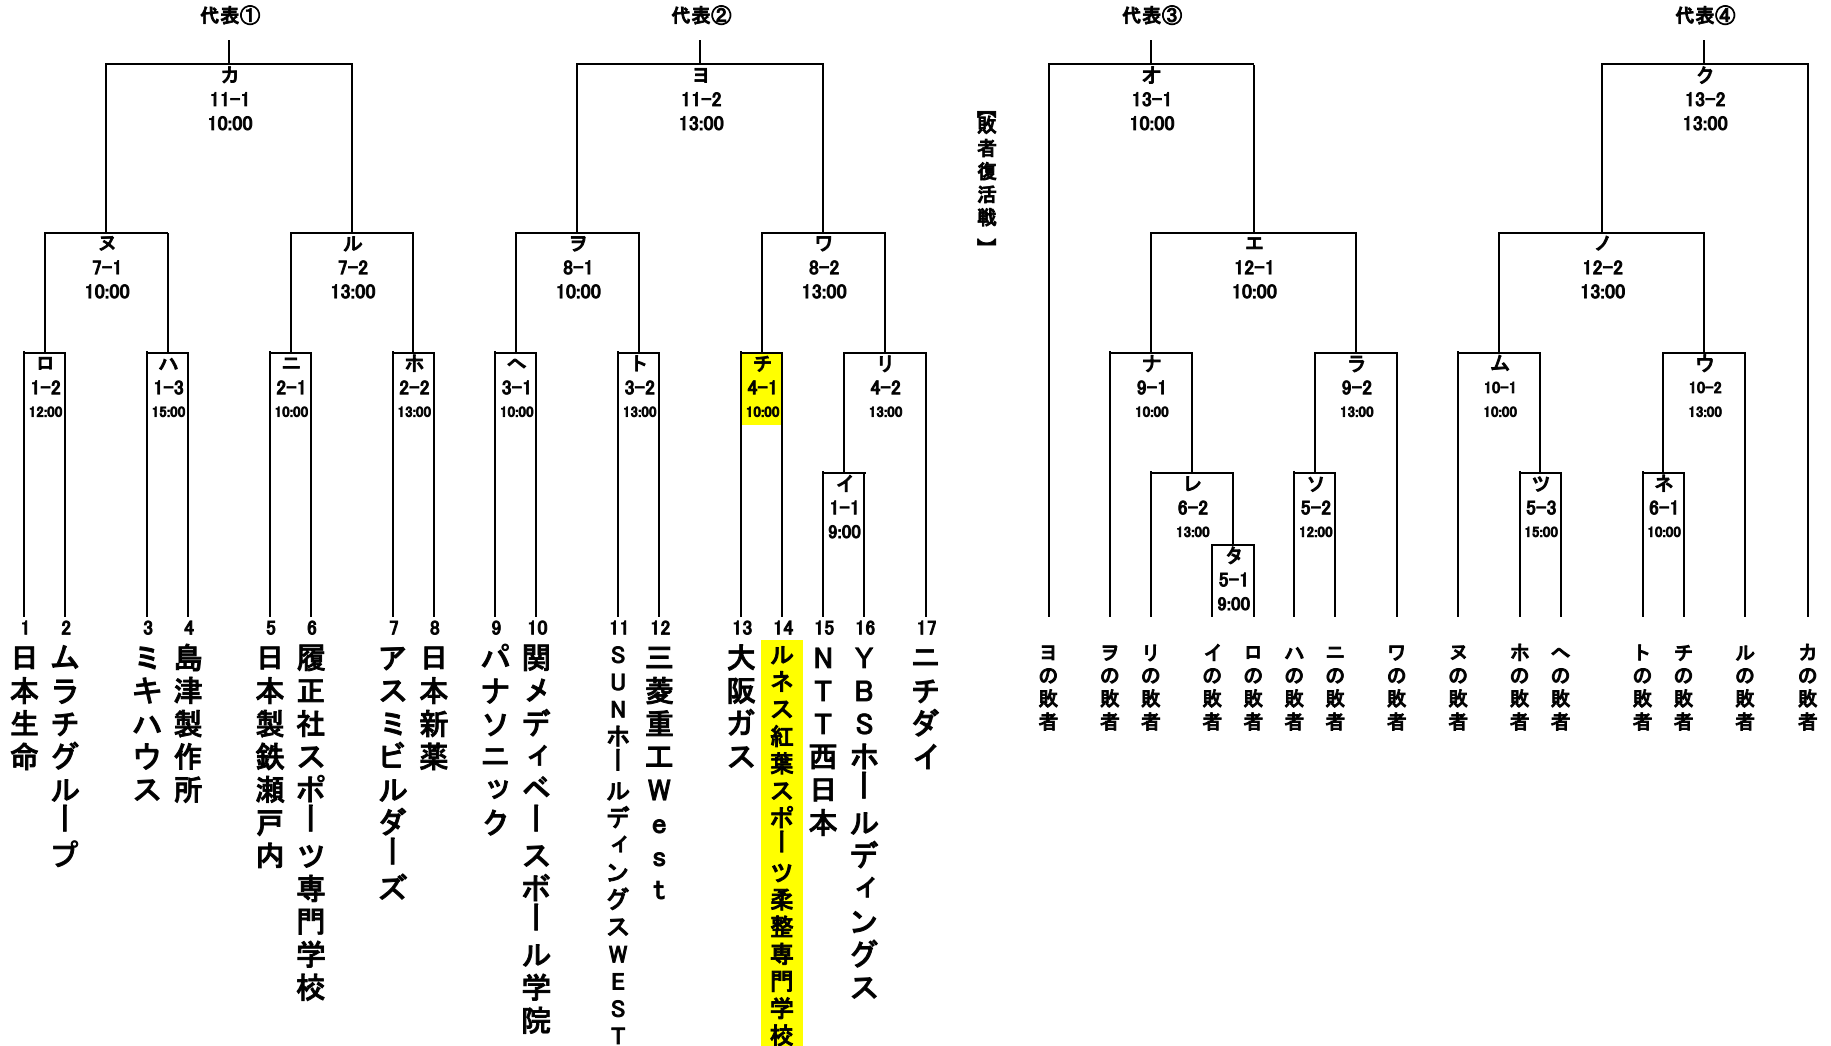 代表①
代表②
代表③
代表④
カ
11-1
10:00
ヨ
11-2
13:00
オ
13-1
10:00
ク
13-2
13:00
【敗者復活戦】
ヌ
7-1
10:00
ル
7-2
13:00
ヲ
8-1
10:00
ワ
8-2
13:00
エ
12-1
10:00
ノ
12-2
13:00
ロ
1-2
12:00
ハ
1-3
15:00
ニ
2-1
10:00
ホ
2-2
13:00
ヘ
3-1
10:00
ト
3-2
13:00
チ
4-1
10:00
リ
4-2
13:00
ナ
9-1
10:00
ラ
9-2
13:00
ム
10-1
10:00
ウ
10-2
13:00
イ
1-1
9:00
レ
6-2
13:00
ソ
5-2
12:00
ツ
5-3
15:00
ネ
6-1
10:00
タ
5-1
9:00
1
日本生命
2
ムラチグループ
3
ミキハウス
4
島津製作所
5
日本製鉄瀬戸内
6
履正社スポーツ専門学校
7
アスミビルダーズ
8
日本新薬
9
パナソニック
10
関メディベースボール学院
11
SUNホールディングスWEST
12
三菱重工West
13
大阪ガス
14
ルネス紅葉スポーツ柔整専門学校
15
NTT西日本
16
YBSホールディングス
17
ニチダイ
ヨの敗者
ヲの敗者
リの敗者
イの敗者
ロの敗者
ハの敗者
ニの敗者
ワの敗者
ヌの敗者
ホの敗者
ヘの敗者
トの敗者
チの敗者
ルの敗者
カの敗者